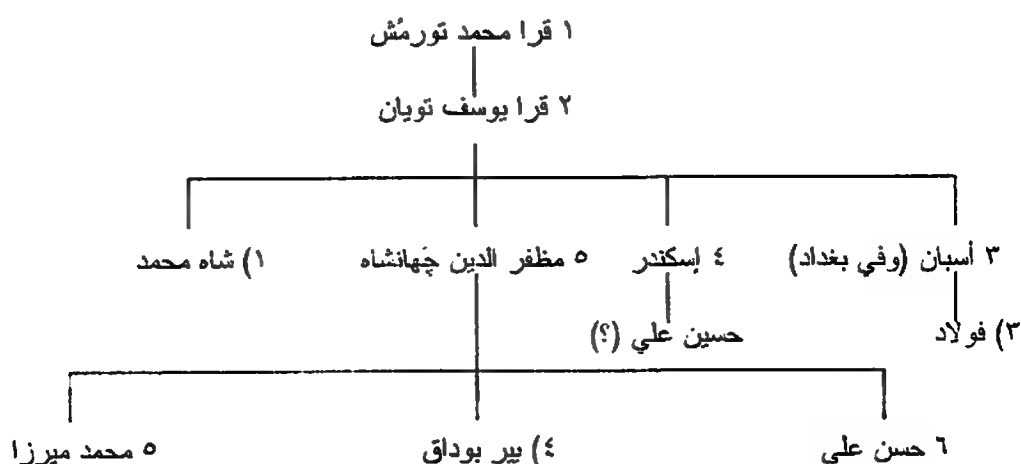 ١ قرا محمد تورمُش
٢ قرا يوسف تويان
٣ أسبان (وفي بغداد) ٤ إسكندر ٥ مظفر الدين چَهانشاه ١) شاه محمد
٣) فولاد حسين علي (؟)
٦ حسن علي ٤) بير بوداق ٥ محمد ميرزا